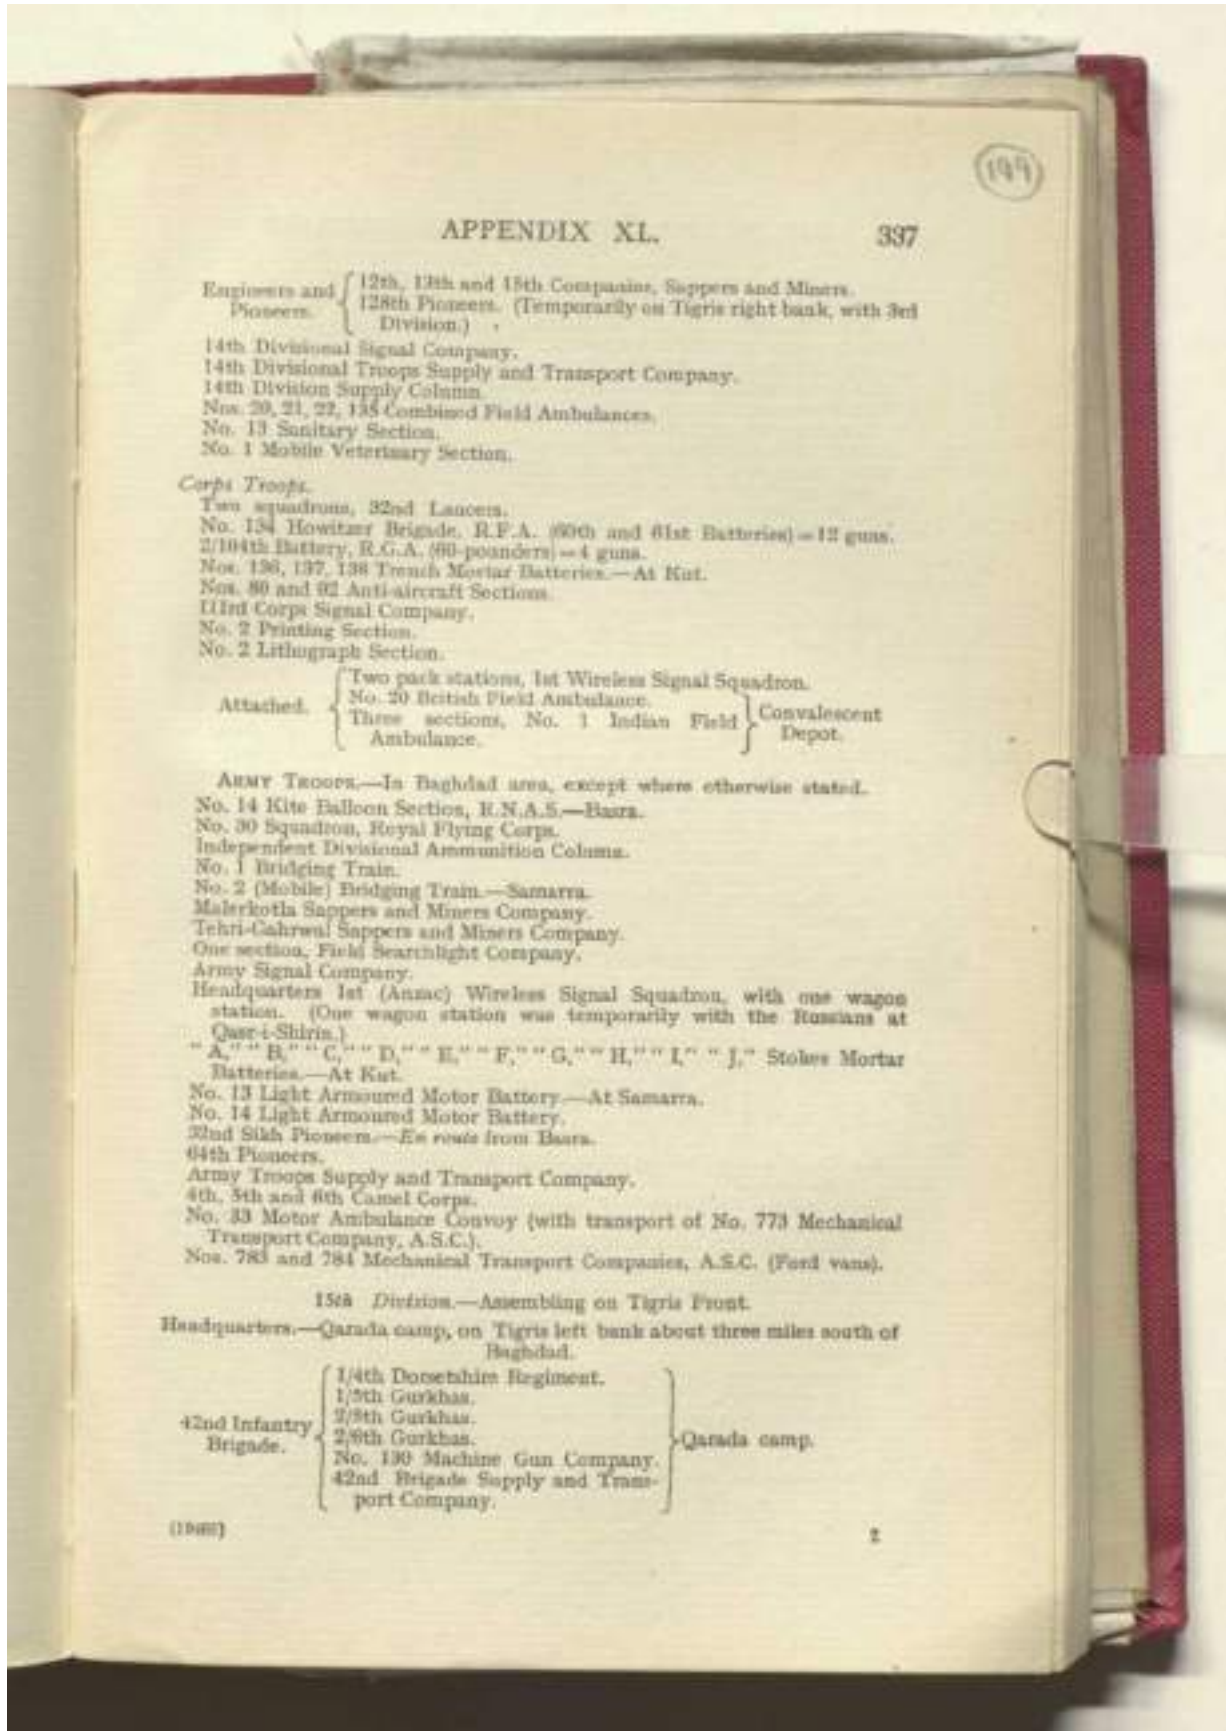 199
APPENDIX XL. 337
Engineers and Pioneers. 12th, 13th and 15th Companies, Sappers and Miners.
128th Pioneers. (Temporarily on Tigris right bank, with 3rd
Division.)
14th Divisional Signal Company.
14th Divisional Troops Supply and Transport Company.
14th Division Supply Column.
Nos. 20, 21, 22, 135 Combined Field Ambulances.
No. 13 Sanitary Section.
No. 1 Mobile Veterinary Section.
Corps Troops.
Two squadrons, 32nd Lancers.
No. 134 Howitzer Brigade, R.F.A. (60th and 61st Batteries)=12 guns.
2/104th Battery, R.G.A. (60-pounders)=4 guns.
Nos. 136, 137, 138 Trench Mortar Batteries.—At Kut.
Nos. 80 and 92 Anti-aircraft Sections.
IIIrd Corps Signal Company.
No. 2 Printing Section.
No. 2 Lithograph Section.
Attached. Two pack stations, 1st Wireless Signal Squadron.
No. 20 British Field Ambulance.
Three sections, No. 1 Indian Field
Ambulance.
Convalescent
Depot.
ARMY TROOPS.—In Baghdad area, except where otherwise stated.
No. 14 Kite Balloon Section, R.N.A.S.—Basra.
No. 30 Squadron, Royal Flying Corps.
Independent Divisional Ammunition Column.
No. 1 Bridging Train.
No. 2 (Mobile) Bridging Train.—Samarra.
Malerkotla Sappers and Miners Company.
Tehri-Gahrwal Sappers and Miners Company.
One section, Field Searchlight Company.
Army Signal Company.
Headquarters 1st (Anzac) Wireless Signal Squadron, with one wagon
station. (One wagon station was temporarily with the Russians at
Qasr-i-Shirin.)
"A," "B," "C," "D," "E," "F," "G," "H," "I," "J," Stokes Mortar
Batteries.—At Kut.
No. 13 Light Armoured Motor Battery.—At Samarra.
No. 14 Light Armoured Motor Battery.
32nd Sikh Pioneers.—En route from Basra.
64th Pioneers.
Army Troops Supply and Transport Company.
4th, 5th and 6th Camel Corps.
No. 33 Motor Ambulance Convoy (with transport of No. 773 Mechanical
Transport Company, A.S.C.).
Nos. 783 and 784 Mechanical Transport Companies, A.S.C. (Ford vans).
15th Division.—Assembling on Tigris Front.
Headquarters.—Qarada camp, on Tigris left bank about three miles south of
Baghdad.
42nd Infantry
Brigade.
1/4th Dorsetshire Regiment.
1/5th Gurkhas.
2/5th Gurkhas.
2/6th Gurkhas.
No. 130 Machine Gun Company.
42nd Brigade Supply and Trans-
port Company.
Qarada camp.
2